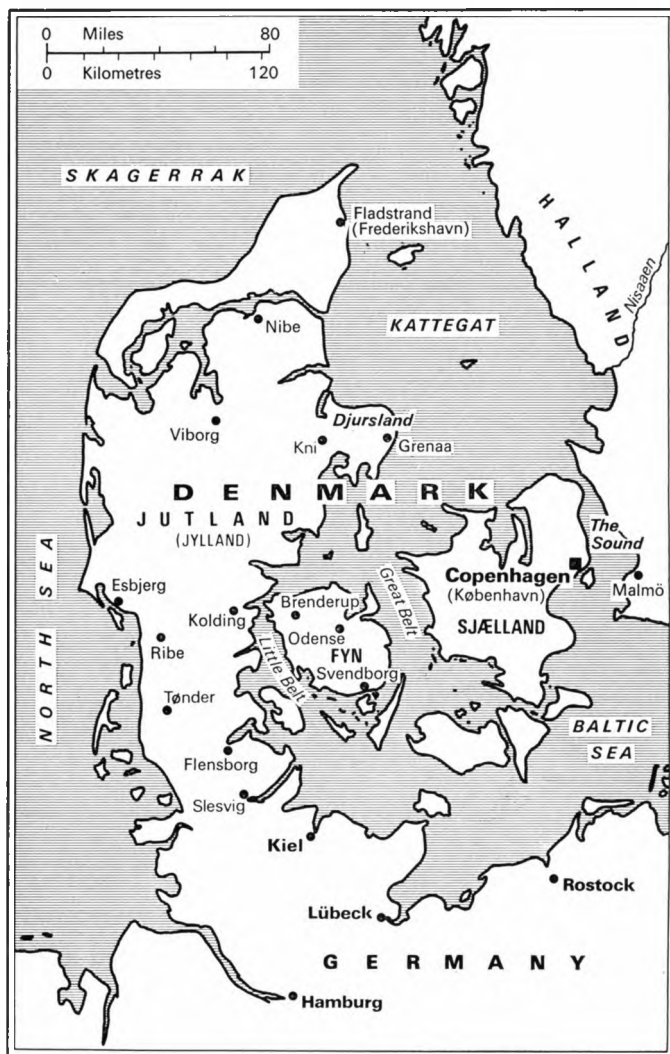 0 Miles 80
0 Kilometres 120
SKAGERRAK
Fladstrand
(Frederikshavn)
HALLAND
Nisaaen
Nibe
KATTEGAT
Djursland
Viborg
Kni
Grenaa
DENMARK
JUTLAND
(JYLLAND)
The
Sound
NORTH SEA
Esbjerg
Great Belt
Copenhagen
(København)
Malmö
Brenderup
Kolding
Odense
SJÆLLAND
Ribe
Little Belt
FYN
Svendborg
Tønder
BALTIC
SEA
Flensborg
Slesvig
Kiel
Rostock
Lübeck
GERMANY
Hamburg